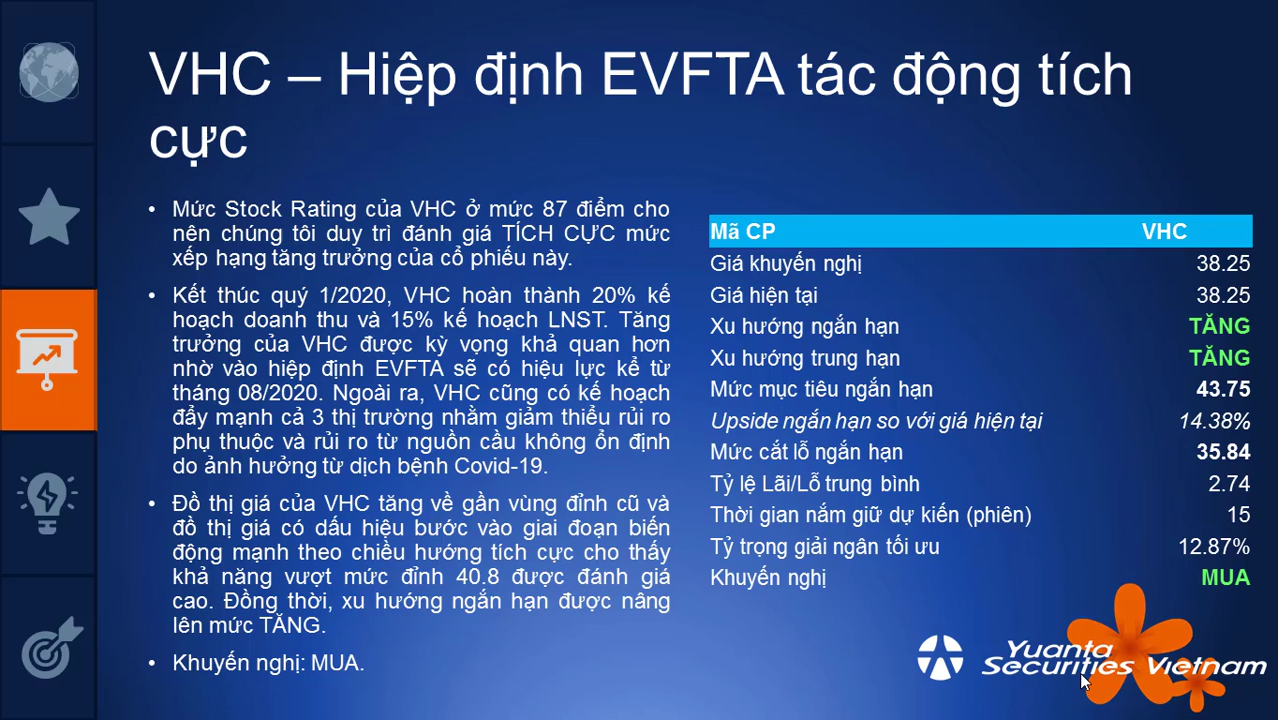 VHC – Hiệp định EVFTA tác động tích
cực
• Mức Stock Rating của VHC ở mức 87 điểm cho
nên chúng tôi duy trì đánh giá TÍCH CỰC mức
xếp hạng tăng trưởng của cổ phiếu này.
• Kết thúc quý 1/2020, VHC hoàn thành 20% kế
hoạch doanh thu và 15% kế hoạch LNST. Tăng
trưởng của VHC được kỳ vọng khả quan hơn
nhờ vào hiệp định EVFTA sẽ có hiệu lực kể từ
tháng 08/2020. Ngoài ra, VHC cũng có kế hoạch
đẩy mạnh cả 3 thị trường nhằm giảm thiểu rủi ro
phụ thuộc và rủi ro từ nguồn cầu không ổn định
do ảnh hưởng từ dịch bệnh Covid-19.
• Đồ thị giá của VHC tăng về gần vùng đỉnh cũ và
đồ thị giá có dấu hiệu bước vào giai đoạn biến
động mạnh theo chiều hướng tích cực cho thấy
khả năng vượt mức đỉnh 40.8 được đánh giá
cao. Đồng thời, xu hướng ngắn hạn được nâng
lên mức TĂNG.
• Khuyến nghị: MUA.
Mã CP VHC
Giá khuyến nghị 38.25
Giá hiện tại 38.25
Xu hướng ngắn hạn TĂNG
Xu hướng trung hạn TĂNG
Mức mục tiêu ngắn hạn 43.75
Upside ngắn hạn so với giá hiện tại 14.38%
Mức cắt lỗ ngắn hạn 35.84
Tỷ lệ Lãi/Lỗ trung bình 2.74
Thời gian nắm giữ dự kiến (phiên) 15
Tỷ trọng giải ngân tối ưu 12.87%
Khuyến nghị MUA
Yuanta
Securities Vietnam